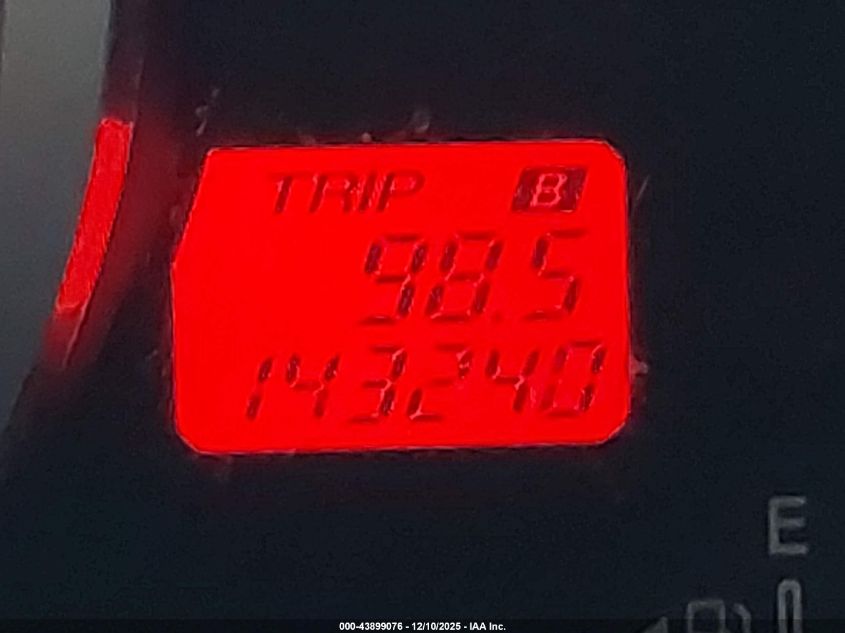 TRIP B
98.5
143240
E
000-43899076 - 12/10/2025 - IAA Inc.